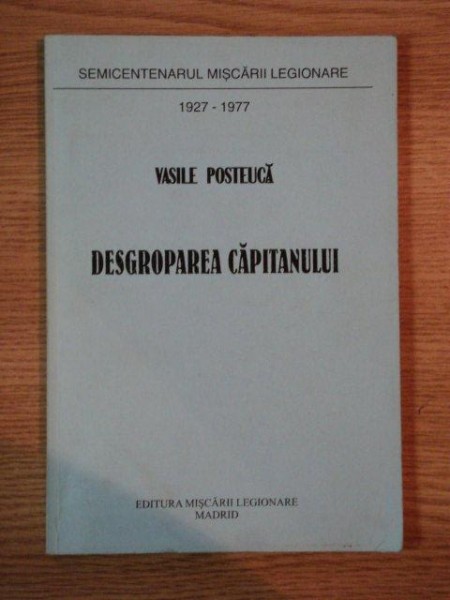 SEMICENTENARUL MIȘCĂRII LEGIONARE
1927 - 1977
VASILE POSTEUCĂ
DESGROPAREA CĂPITANULUI
EDITURA MIȘCĂRII LEGIONARE
MADRID